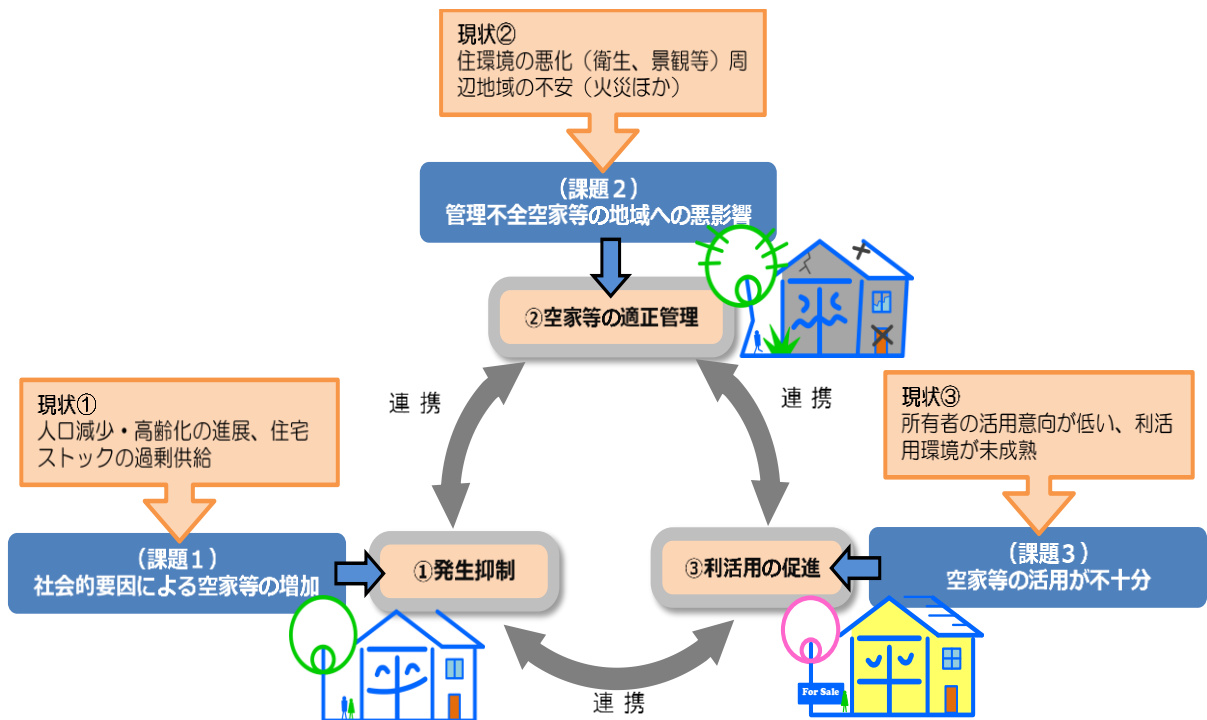 現状②
住環境の悪化（衛生、景観等）周
辺地域の不安（火災ほか）
（課題２）
管理不全空家等の地域への悪影響
②空家等の適正管理
連 携
連 携
現状①
人口減少・高齢化の進展、住宅
ストックの過剰供給
現状③
所有者の活用意向が低い、利活
用環境が未成熟
（課題１）
社会的要因による空家等の増加
①発生抑制
③利活用の促進
（課題３）
空家等の活用が不十分
For Sale
連 携